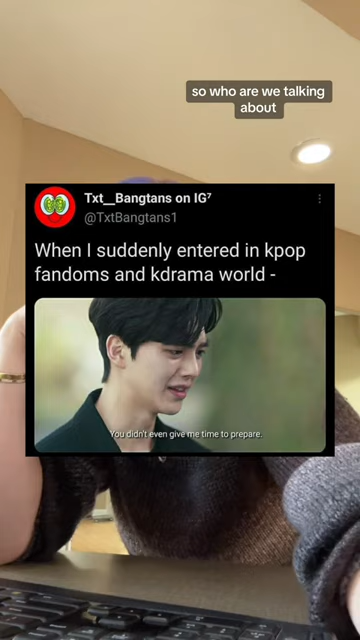 so who are we talking
about
Txt__Bangtans on IG⁷
@TxtBangtans1
When I suddenly entered in kpop
fandoms and kdrama world -
You didn't even give me time to prepare.